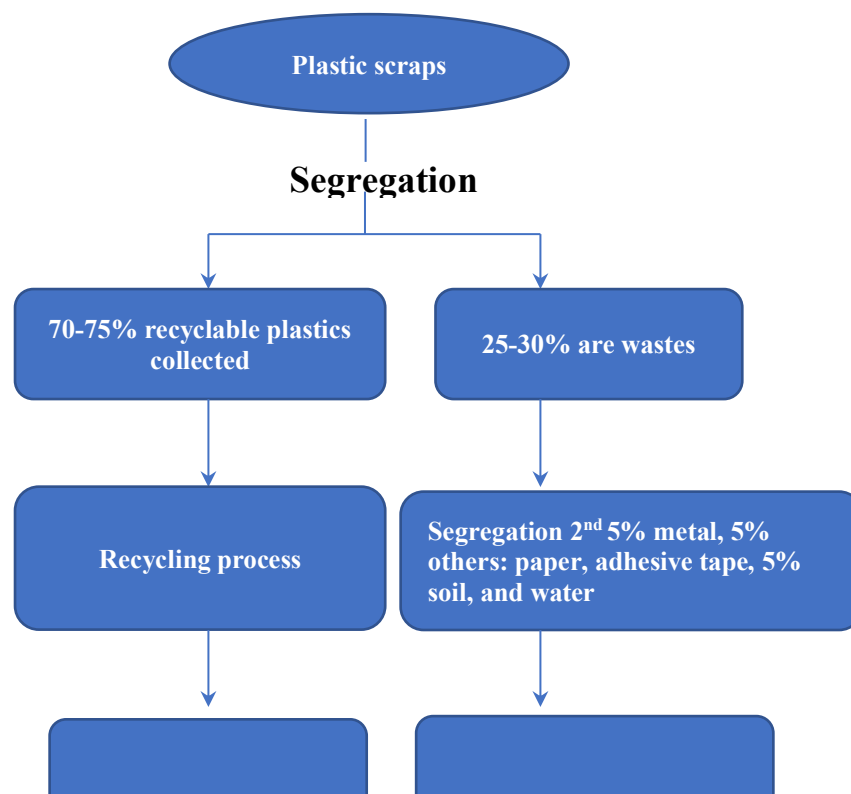 Plastic scraps
Segregation
70-75% recyclable plastics
collected
25-30% are wastes
Recycling process
Segregation 2nd 5% metal, 5%
others: paper, adhesive tape, 5%
soil, and water